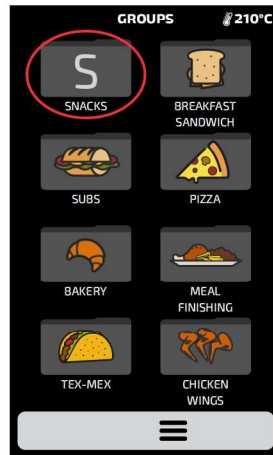 GROUPS 210°C
S
SNACKS
BREAKFAST
SANDWICH
SUBS
PIZZA
BAKERY
MEAL
FINISHING
TEX-MEX
CHICKEN
WINGS